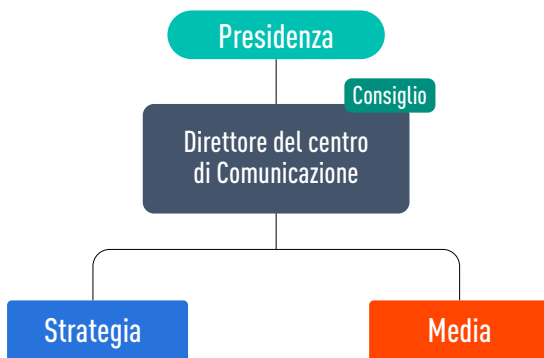 Presidenza
Consiglio
Direttore del centro
di Comunicazione
Strategia
Media